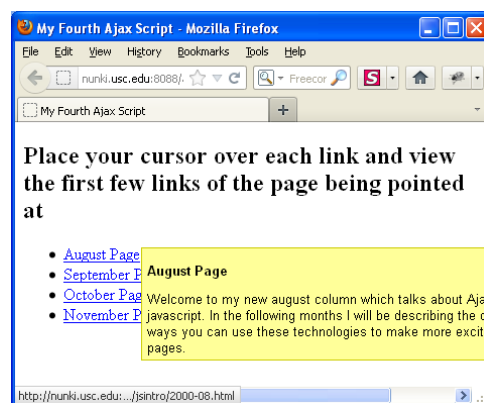 My Fourth Ajax Script - Mozilla Firefox
File Edit View History Bookmarks Tools Help
nunki.usc.edu:8088/ Freecor
My Fourth Ajax Script
Place your cursor over each link and view
the first few links of the page being pointed
at
August Page
September P
October Pag
November P
August Page
Welcome to my new august column which talks about Aja
javascript. In the following months I will be describing the
ways you can use these technologies to make more excit
pages.
http://nunki.usc.edu:.../jsintro/2000-08.html